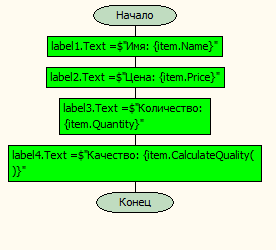 Начало
label1.Text =$"Имя: {item.Name}"
label2.Text =$"Цена: {item.Price}"
label3.Text =$"Количество:
{item.Quantity}"
label4.Text =$"Качество: {item.CalculateQuality(
)}"
Конец